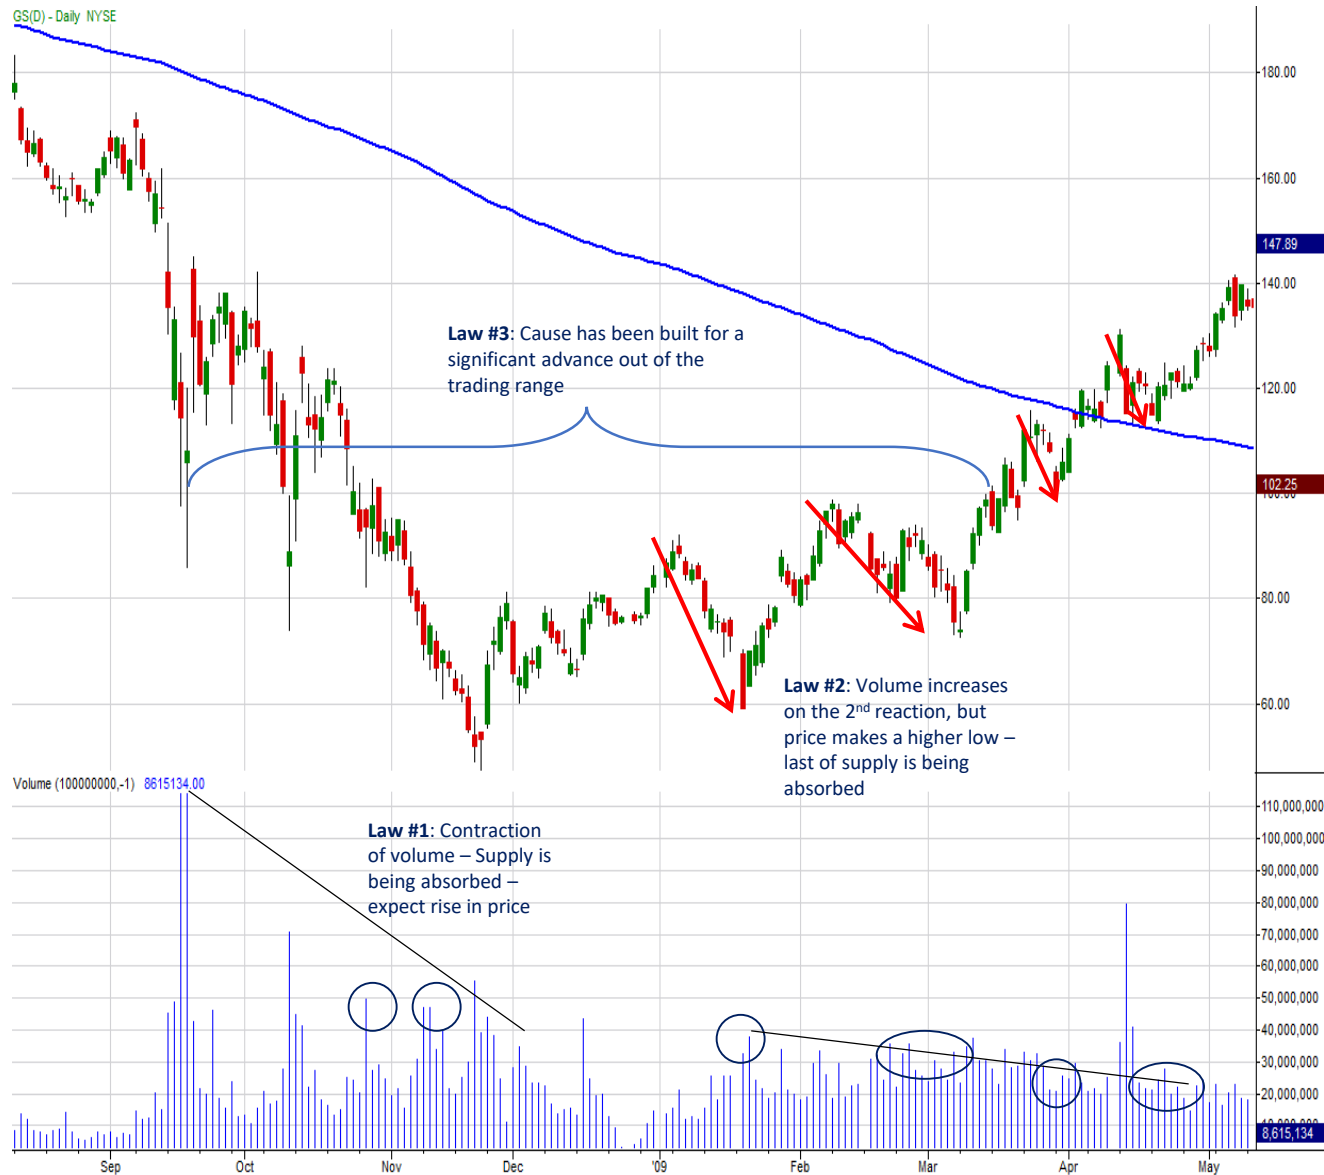 GS(D) - Daily NYSE
180.00
160.00
147.89
140.00
Law #3: Cause has been built for a
significant advance out of the
trading range
120.00
102.25
100.00
80.00
Law #2: Volume increases
on the 2nd reaction, but
price makes a higher low –
last of supply is being
absorbed
60.00
Volume (100000000,-1) 8615134.00
110,000,000
Law #1: Contraction
of volume – Supply is
being absorbed –
expect rise in price
100,000,000
90,000,000
80,000,000
70,000,000
60,000,000
50,000,000
40,000,000
30,000,000
20,000,000
8,615,134
Sep Oct Nov Dec '09 Feb Mar Apr May